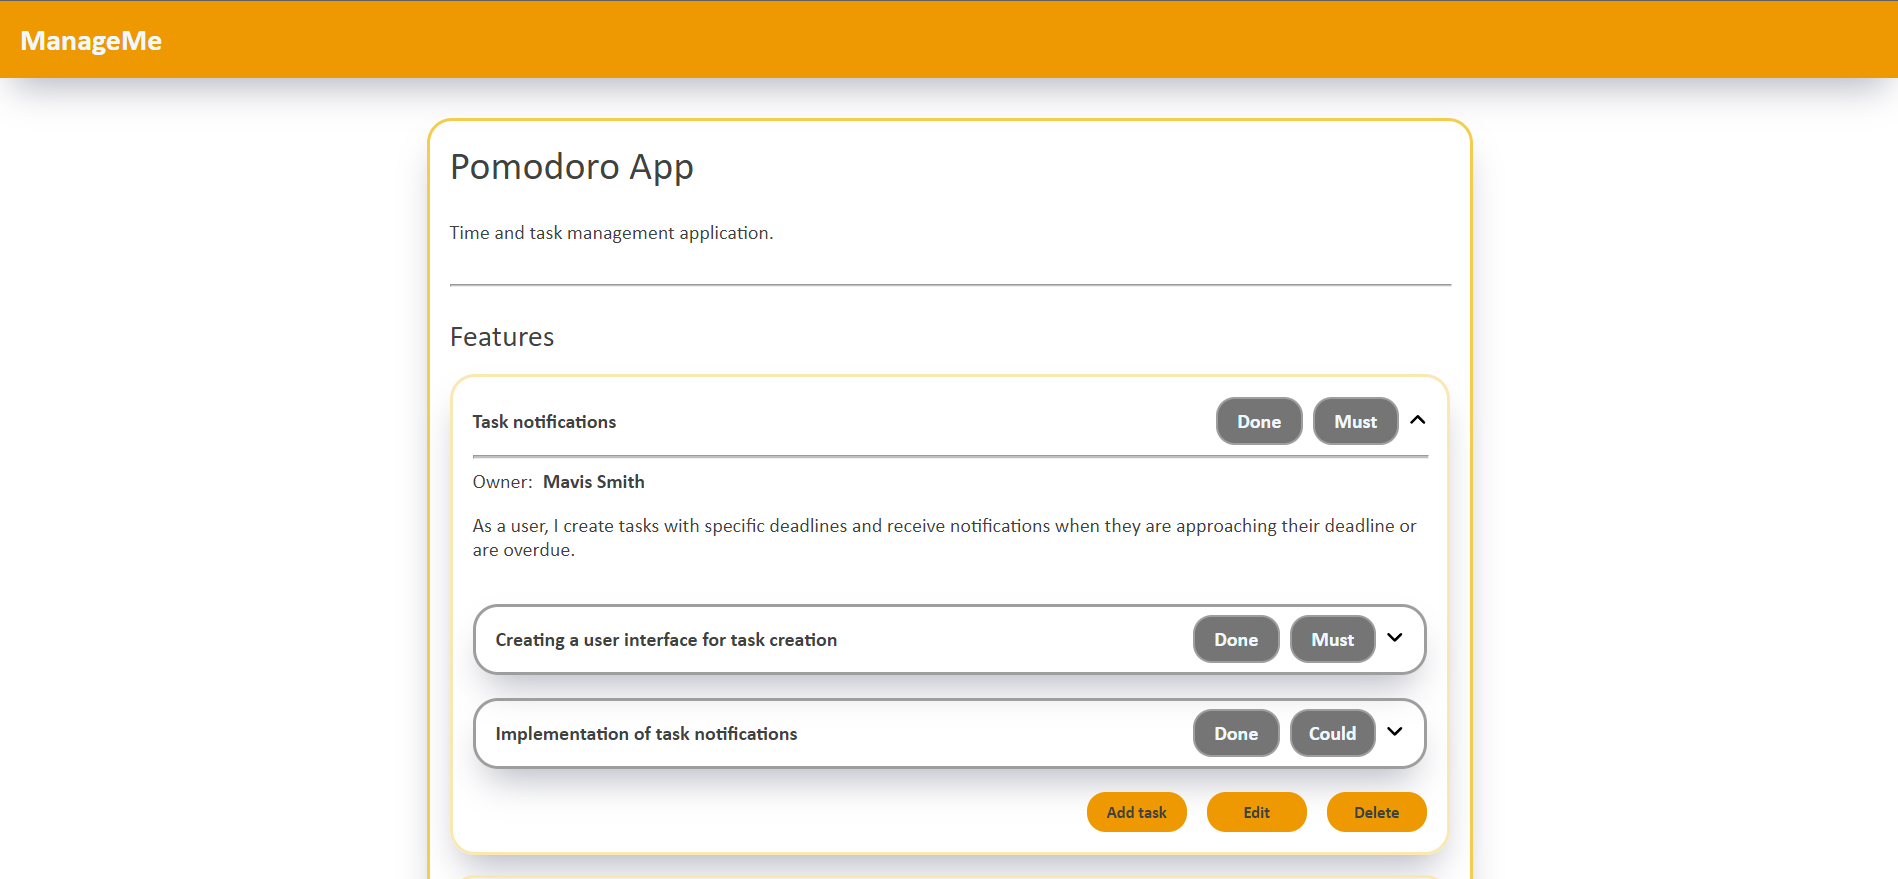 ManageMe
Pomodoro App
Time and task management application.
Features
Task notifications Done Must
Owner: Mavis Smith
As a user, I create tasks with specific deadlines and receive notifications when they are approaching their deadline or
are overdue.
Creating a user interface for task creation Done Must
Implementation of task notifications Done Could
Add task Edit Delete